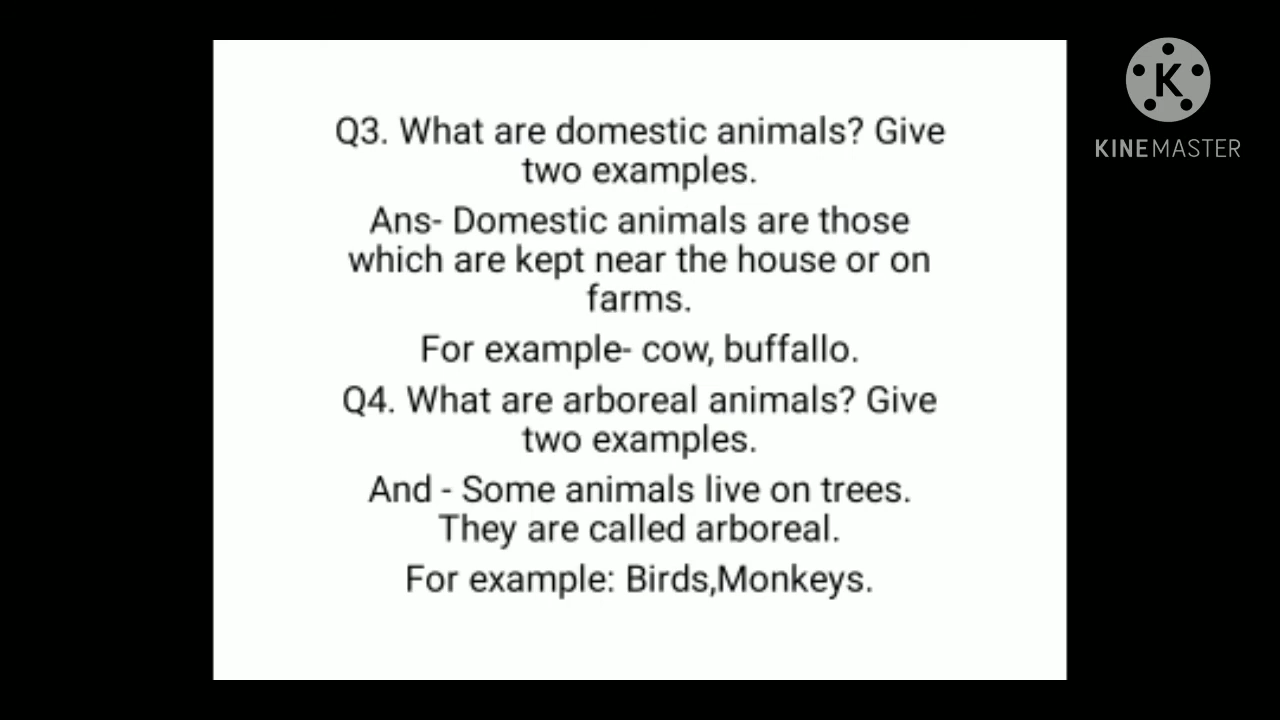 Q3. What are domestic animals? Give
two examples.
Ans- Domestic animals are those
which are kept near the house or on
farms.
For example- cow, buffallo.
Q4. What are arboreal animals? Give
two examples.
And - Some animals live on trees.
They are called arboreal.
For example: Birds,Monkeys.
K
KINEMASTER